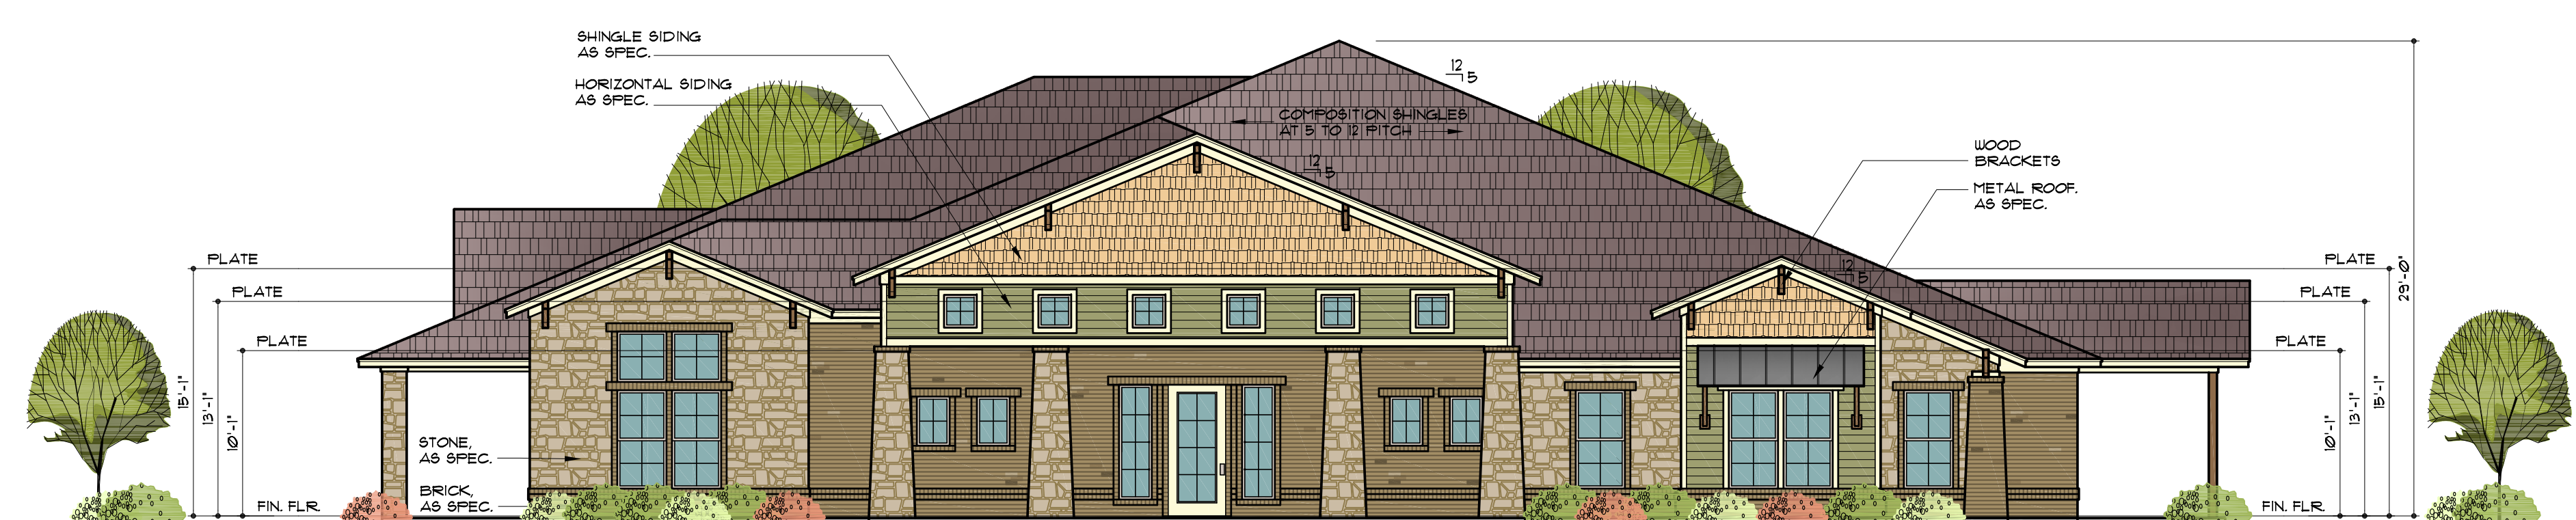 SHINGLE SIDING
AS SPEC.
HORIZONTAL SIDING
AS SPEC.
12
5
COMPOSITION SHINGLES
AT 5 TO 12 PITCH
12
5
WOOD
BRACKETS
METAL ROOF.
AS SPEC.
12
5
PLATE
PLATE
PLATE
15'-1"
13'-1"
10'-1"
STONE,
AS SPEC.
BRICK,
AS SPEC.
FIN. FLR.
PLATE
PLATE
PLATE
29'-0"
10'-1"
13'-1"
15'-1"
FIN. FLR.